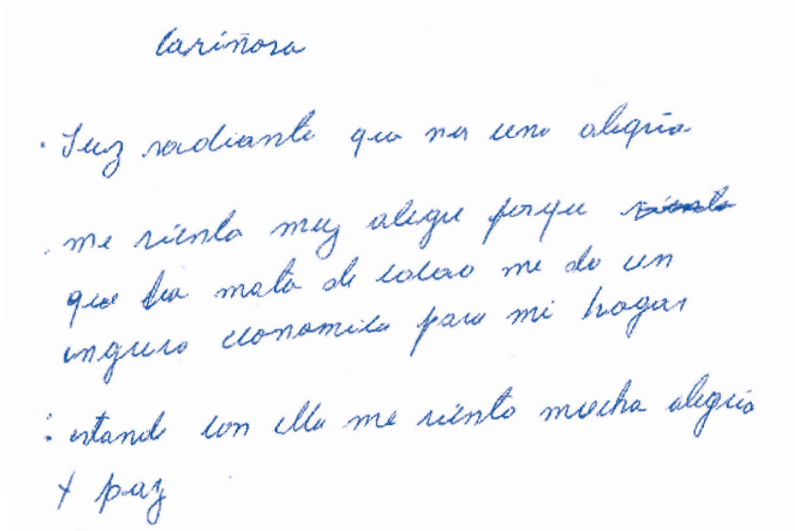 Cariñosa
. Luz radiante que nos une alegria
. me siento muy alegre porque siento
que la mata de cacao me da un
ingreso economico para mi hogar
: estando con ella me siento mucha alegria
y paz